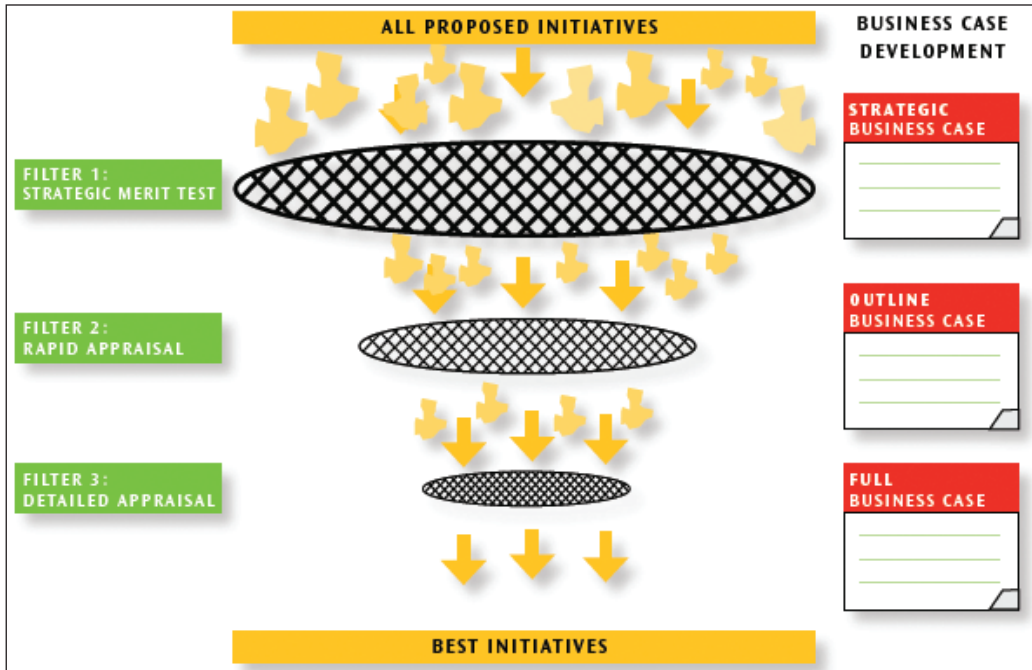 ALL PROPOSED INITIATIVES
BUSINESS CASE
DEVELOPMENT
STRATEGIC
BUSINESS CASE
FILTER 1:
STRATEGIC MERIT TEST
OUTLINE
BUSINESS CASE
FILTER 2:
RAPID APPRAISAL
FULL
BUSINESS CASE
FILTER 3:
DETAILED APPRAISAL
BEST INITIATIVES